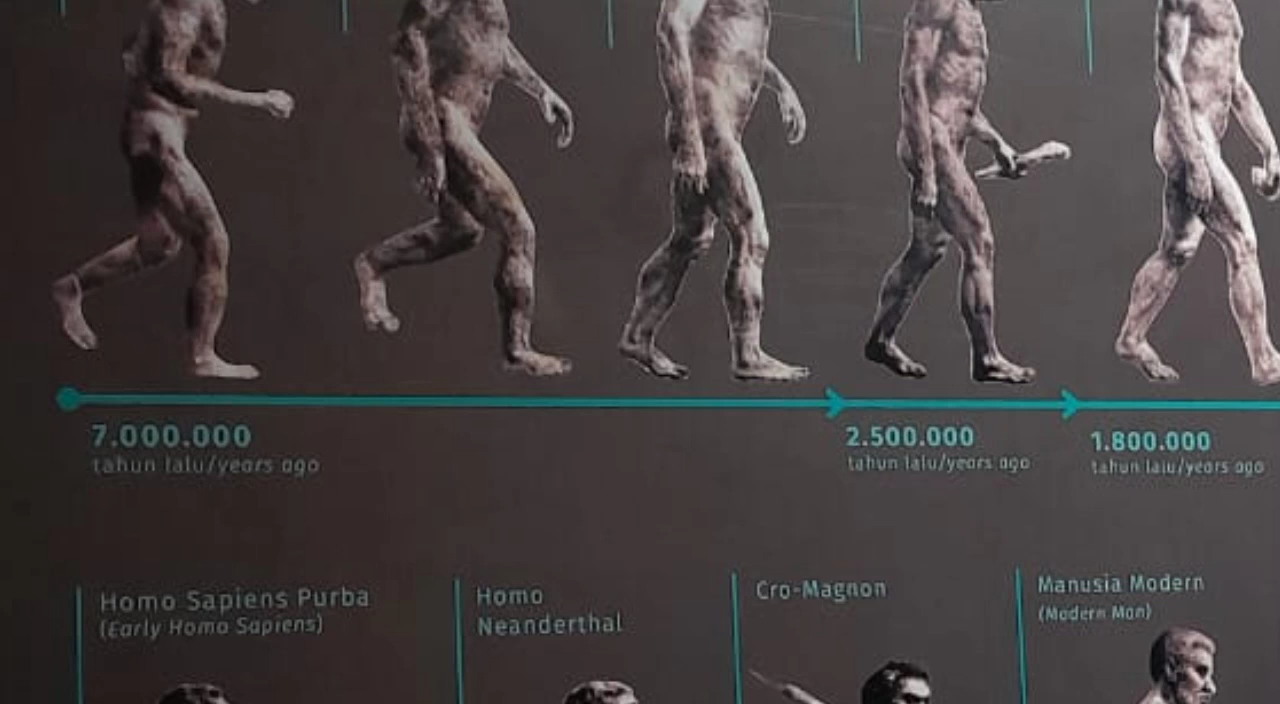 7.000.000
tahun lalu/years ago
2.500.000
tahun lalu/years ago
1.800.000
tahun lalu/years ago
Homo Sapiens Purba
(Early Homo Sapiens)
Homo
Neanderthal
Cro-Magnon
Manusia Modern
(Modern Man)